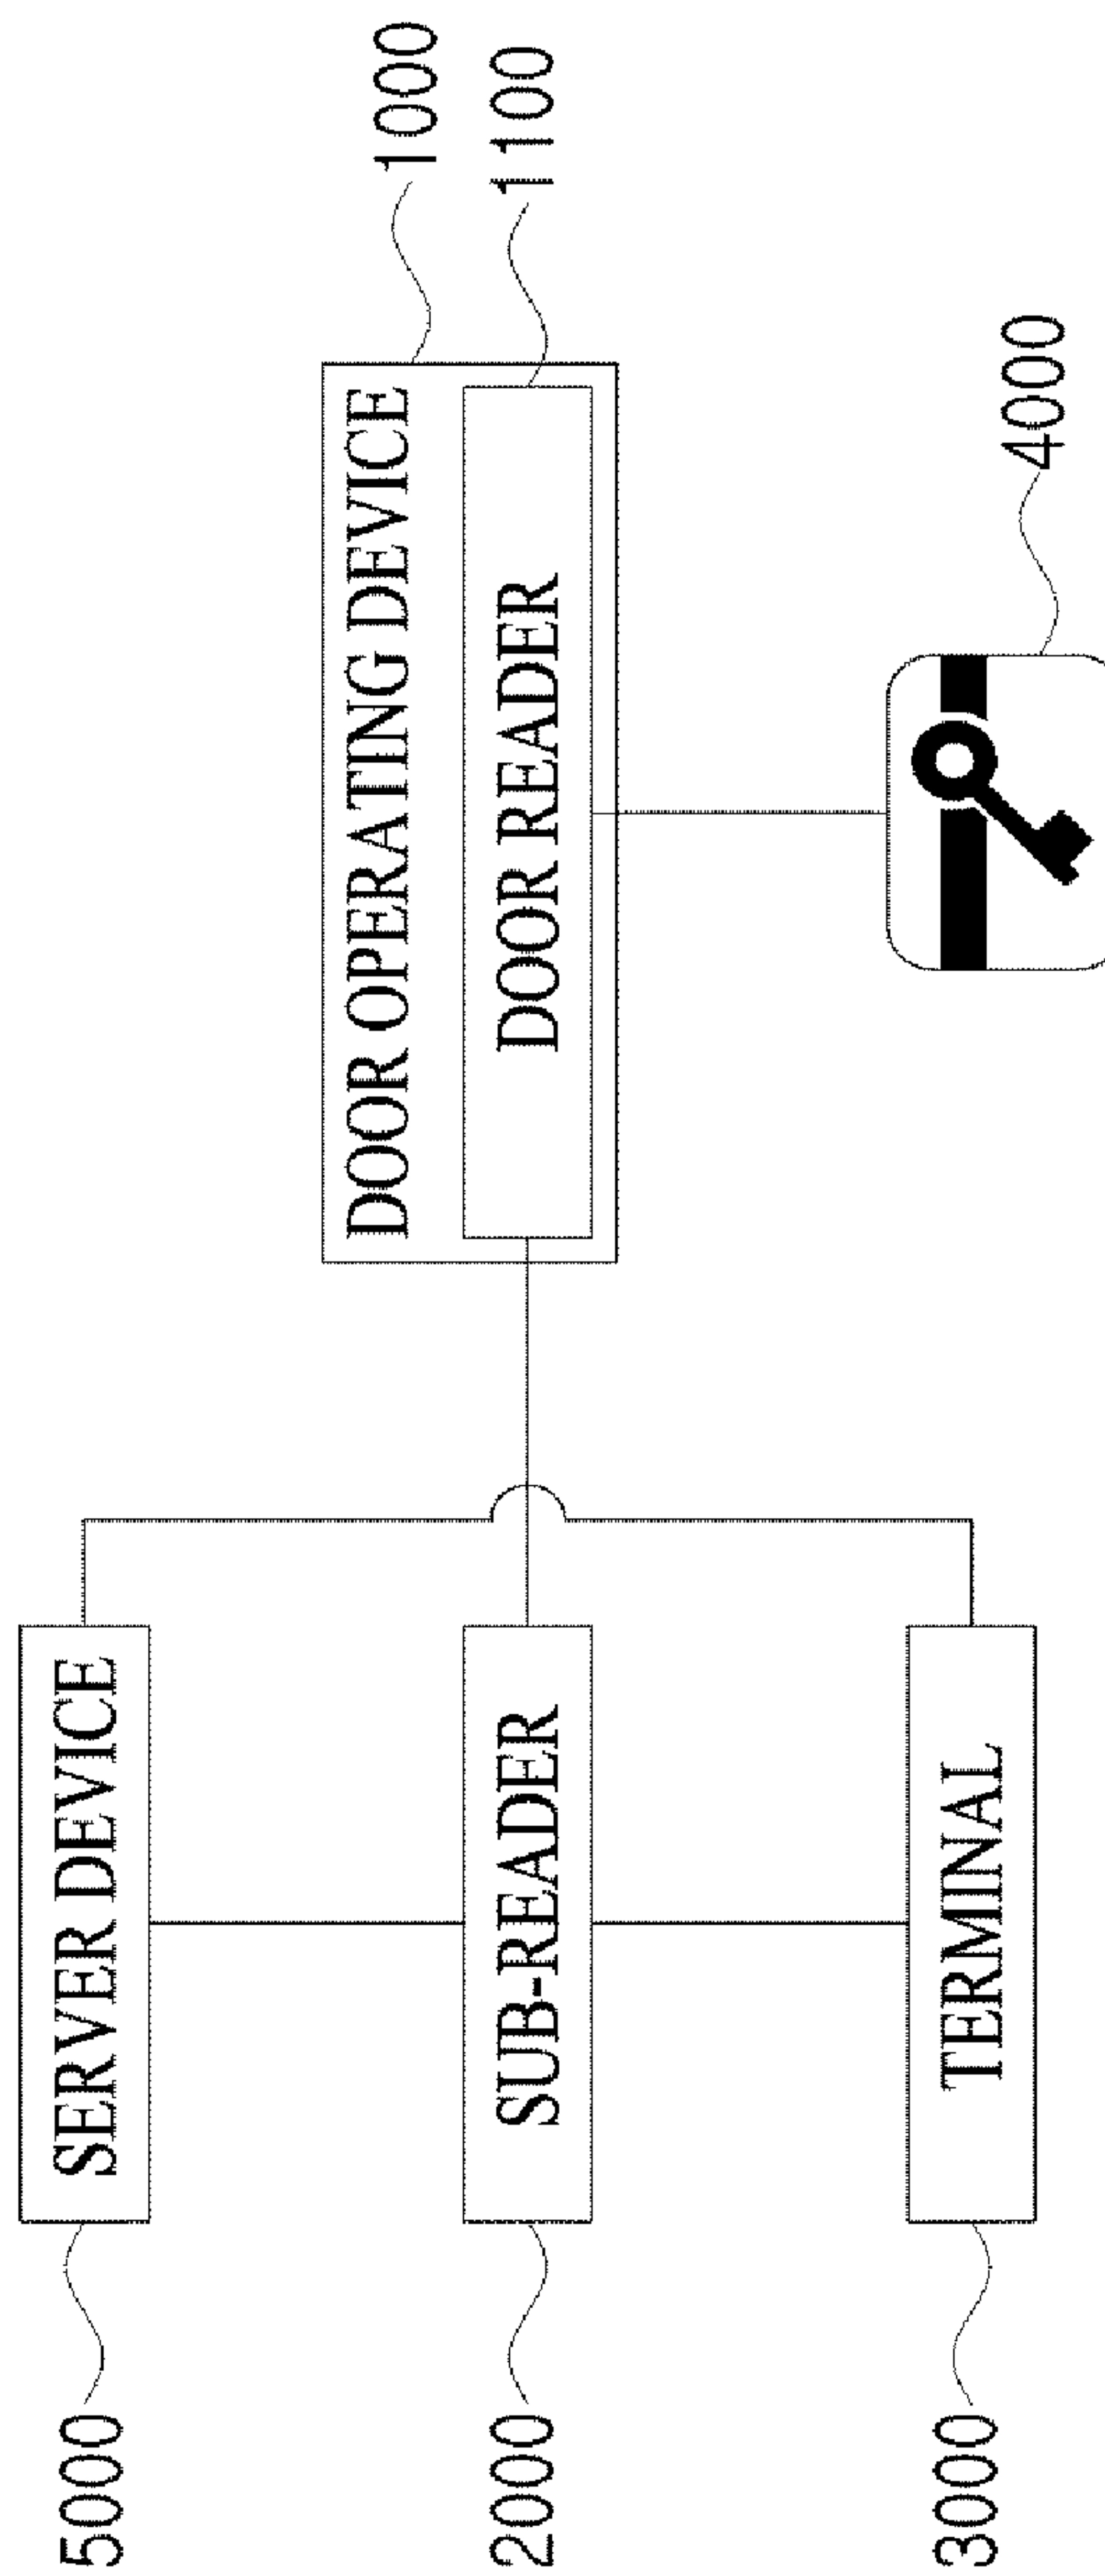 5000
SERVER DEVICE
DOOR OPERATING DEVICE
1000
2000
SUB-READER
DOOR READER
1100
3000
TERMINAL
4000